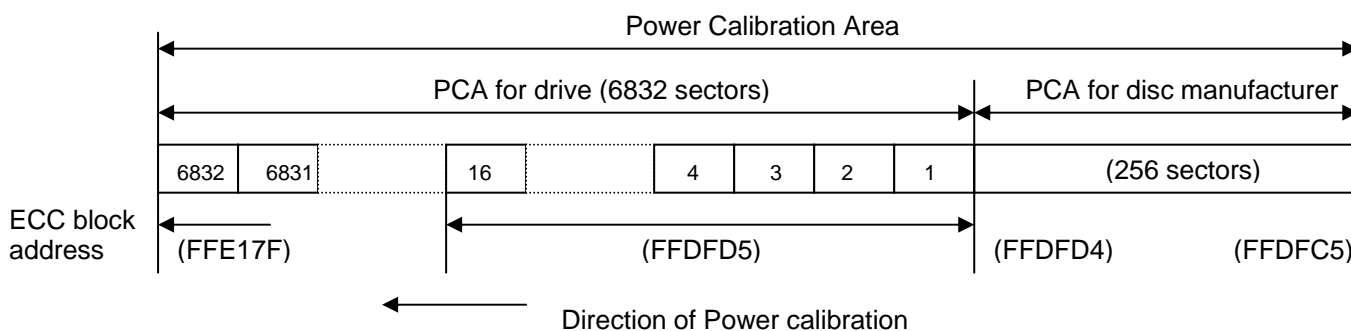 Power Calibration Area
PCA for drive (6832 sectors)
PCA for disc manufacturer
6832 6831 16 4 3 2 1 (256 sectors)
ECC block
address
(FFE17F) (FFDFD5) (FFDFD4) (FFDFC5)
Direction of Power calibration